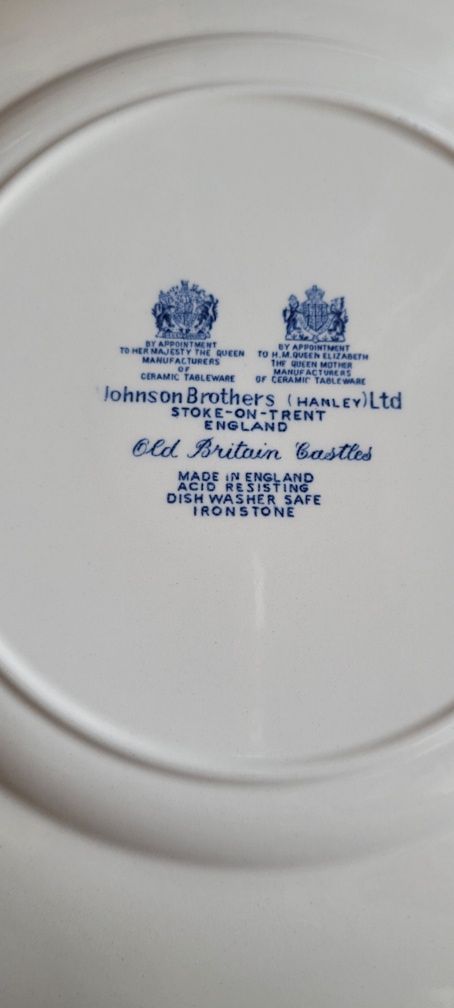 BY APPOINTMENT
TO HER MAJESTY THE QUEEN
MANUFACTURERS
OF
CERAMIC TABLEWARE
BY APPOINTMENT
TO H.M.QUEEN ELIZABETH
THE QUEEN MOTHER
MANUFACTURERS
OF CERAMIC TABLEWARE
Johnson Brothers (HANLEY) Ltd
STOKE-ON-TRENT
ENGLAND
Old Britain Castles
MADE IN ENGLAND
ACID RESISTING
DISH WASHER SAFE
IRONSTONE